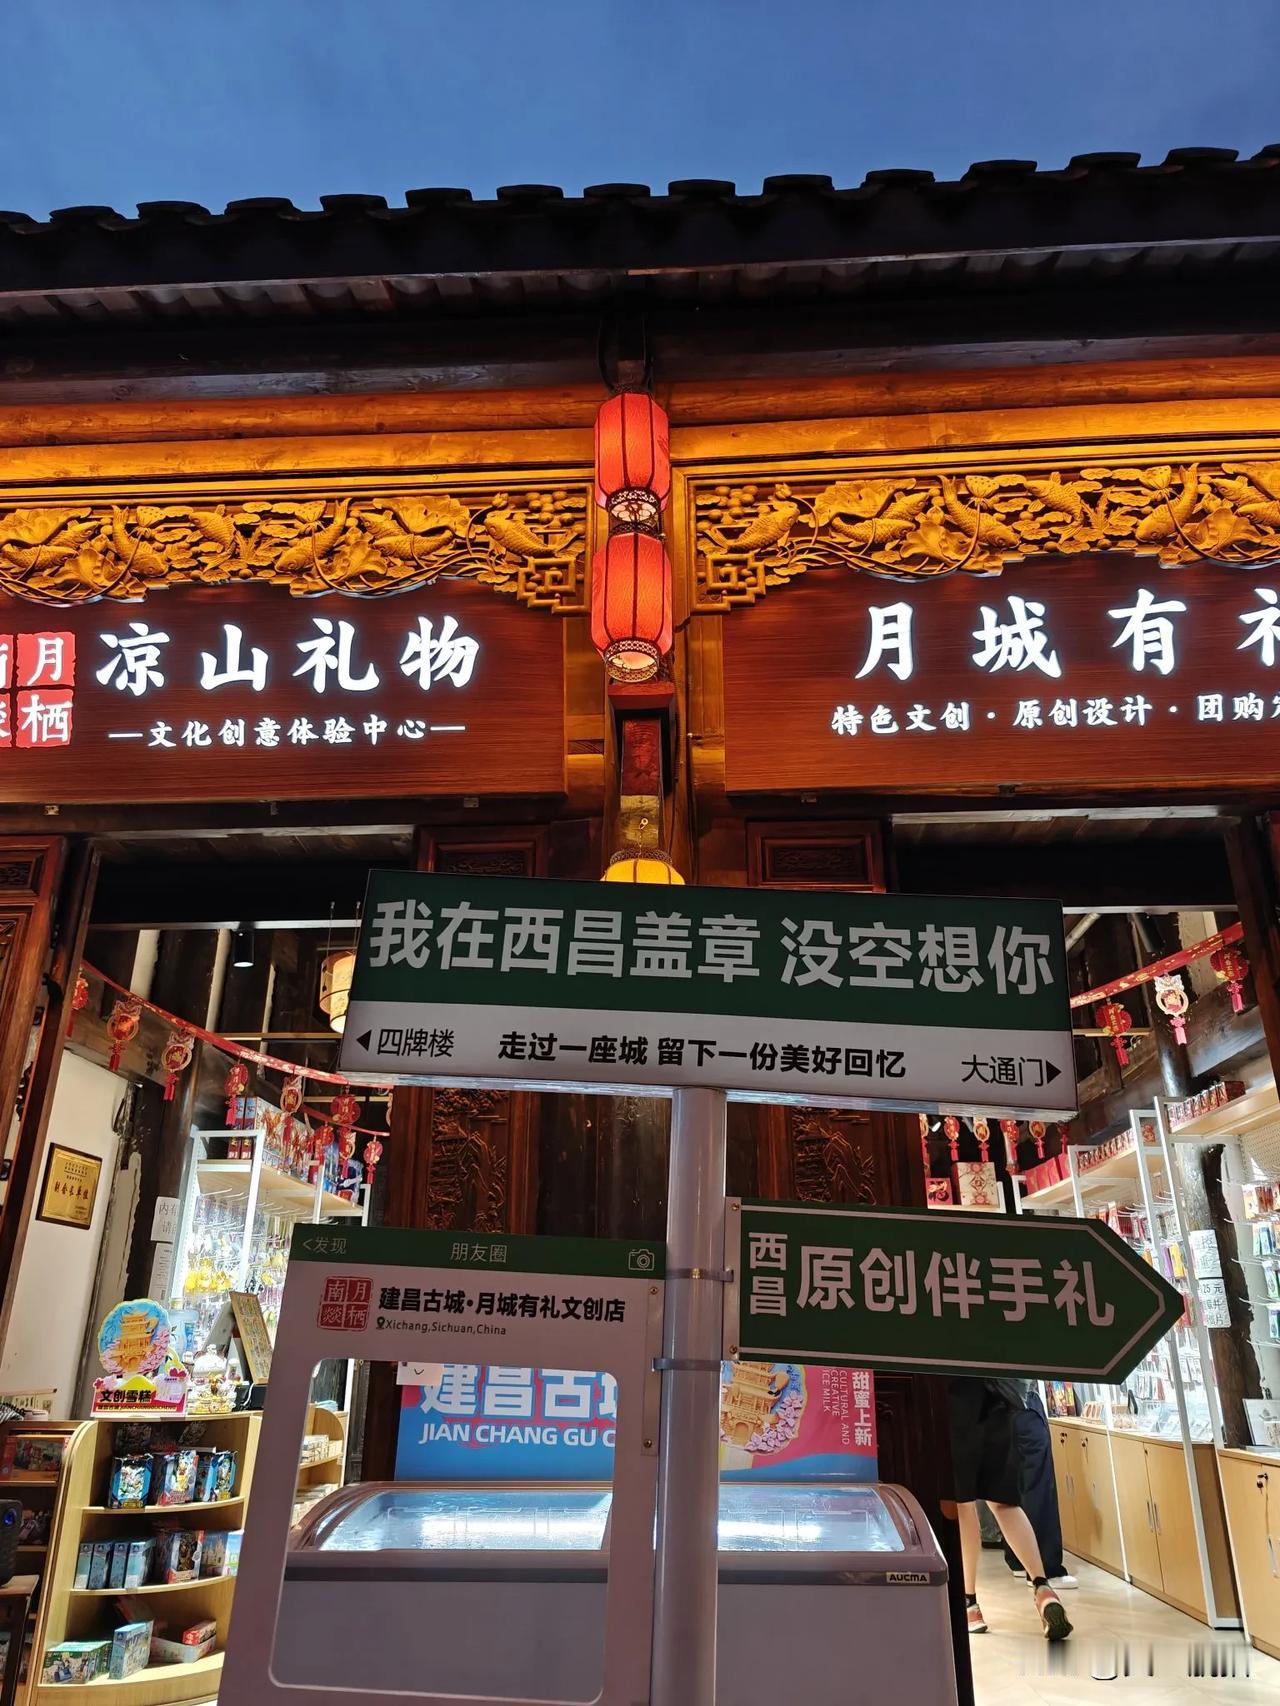 月栖
凉山礼物
—文化创意体验中心—
月城有礼
特色文创·原创设计·团购
我在西昌盖章 没空想你
四牌楼
走过一座城 留下一份美好回忆
大通门
西昌
原创伴手礼
<发现
朋友圈
南燚
月栖
建昌古城·月城有礼文创店
Xichang,Sichuan,China
建昌古城
JIAN CHANG GU C
甜蜜上新
CULTURAL AND
CREATIVE
ICE MILK
文创雪糕
AUCMA